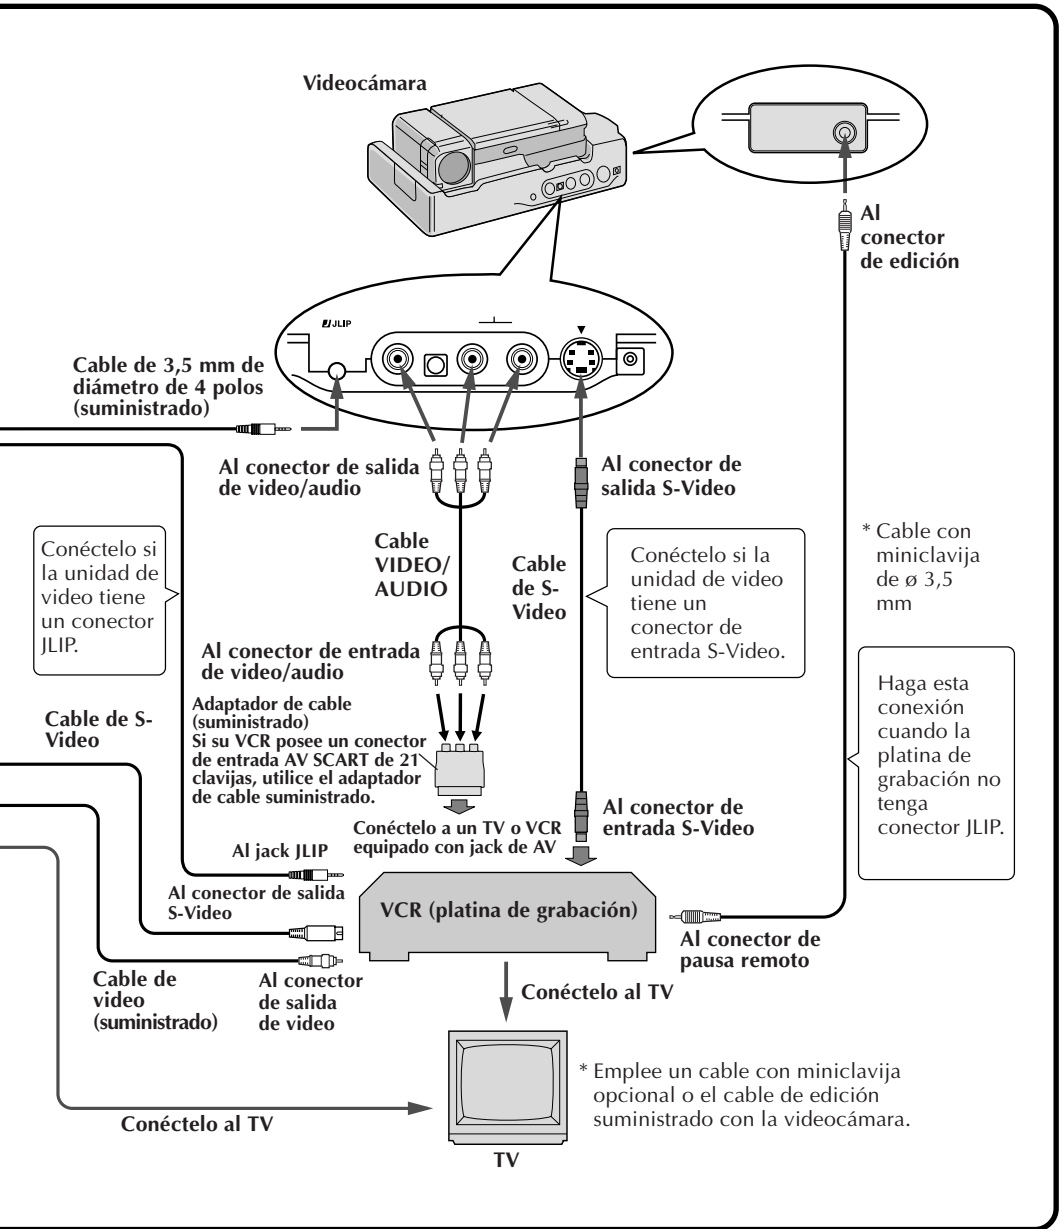 Videocámara
Al
conector
de edición
JLIP
Cable de 3,5 mm de
diámetro de 4 polos
(suministrado)
Al conector de salida
de video/audio
Al conector de
salida S-Video
Conéctelo si
la unidad de
video tiene
un conector
JLIP.
Cable
VIDEO/
AUDIO
Cable
de S-
Video
Conéctelo si la
unidad de video
tiene un
conector de
entrada S-Video.
* Cable con
miniclavija
de ø 3,5
mm
Al conector de entrada
de video/audio
Haga esta
conexión
cuando la
platina de
grabación no
tenga
conector JLIP.
Cable de S-
Video
Adaptador de cable
(suministrado)
Si su VCR posee un conector
de entrada AV SCART de 21
clavijas, utilice el adaptador
de cable suministrado.
Al conector de
entrada S-Video
Conéctelo a un TV o VCR
equipado con jack de AV
Al jack JLIP
Al conector de salida
S-Video
VCR (platina de grabación)
Al conector de
pausa remoto
Cable de
video
(suministrado)
Al conector
de salida
de video
Conéctelo al TV
* Emplee un cable con miniclavija
opcional o el cable de edición
suministrado con la videocámara.
Conéctelo al TV
TV